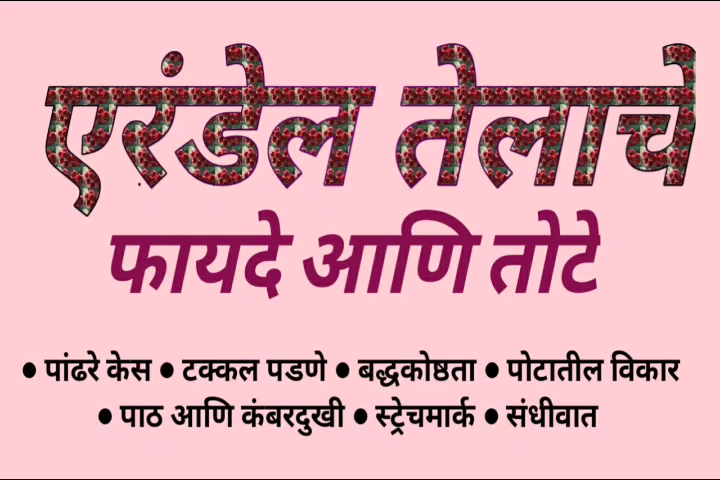 एरंडेल तेलाचे
फायदे आणि तोटे
• पांढरे केस • टक्कल पडणे • बद्धकोष्ठता • पोटातील विकार
• पाठ आणि कंबरदुखी • स्ट्रेचमार्क • संधीवात